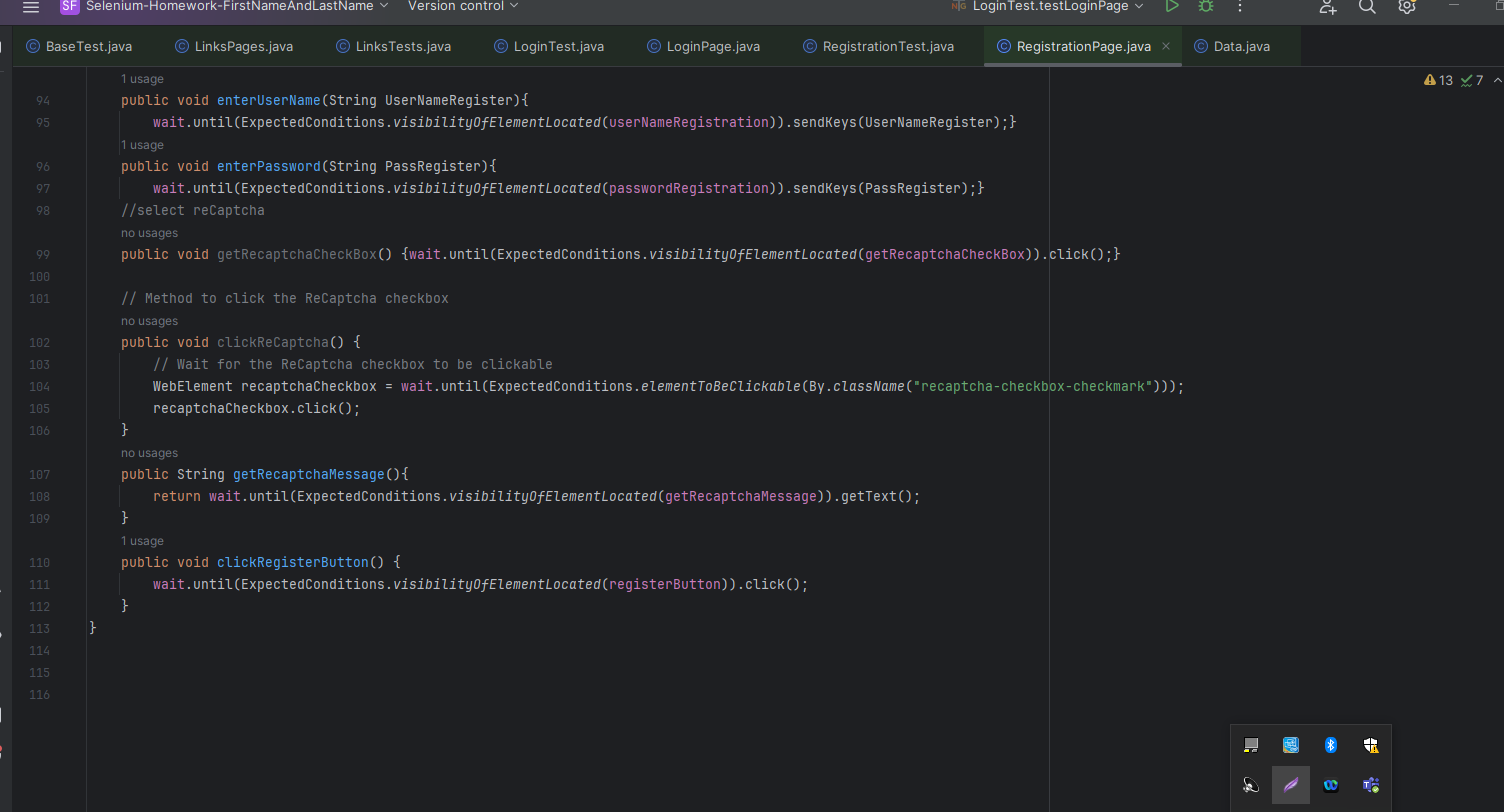 SF Selenium-Homework-FirstNameAndLastName Version control LoginTest.testLoginPage
BaseTest.java LinksPages.java LinksTests.java LoginTest.java LoginPage.java RegistrationTest.java RegistrationPage.java Data.java
13 7
1 usage
94 public void enterUserName(String UserNameRegister){
95 wait.until(ExpectedConditions.visibilityOfElementLocated(userNameRegistration)).sendKeys(UserNameRegister);}
1 usage
96 public void enterPassword(String PassRegister){
97 wait.until(ExpectedConditions.visibilityOfElementLocated(passwordRegistration)).sendKeys(PassRegister);}
98 //select reCaptcha
no usages
99 public void getRecaptchaCheckBox() {wait.until(ExpectedConditions.visibilityOfElementLocated(getRecaptchaCheckBox)).click();}
100
101 // Method to click the ReCaptcha checkbox
no usages
102 public void clickReCaptcha() {
103 // Wait for the ReCaptcha checkbox to be clickable
104 WebElement recaptchaCheckbox = wait.until(ExpectedConditions.elementToBeClickable(By.className("recaptcha-checkbox-checkmark")));
105 recaptchaCheckbox.click();
106 }
no usages
107 public String getRecaptchaMessage(){
108 return wait.until(ExpectedConditions.visibilityOfElementLocated(getRecaptchaMessage)).getText();
109 }
1 usage
110 public void clickRegisterButton() {
111 wait.until(ExpectedConditions.visibilityOfElementLocated(registerButton)).click();
112 }
113 }
114
115
116